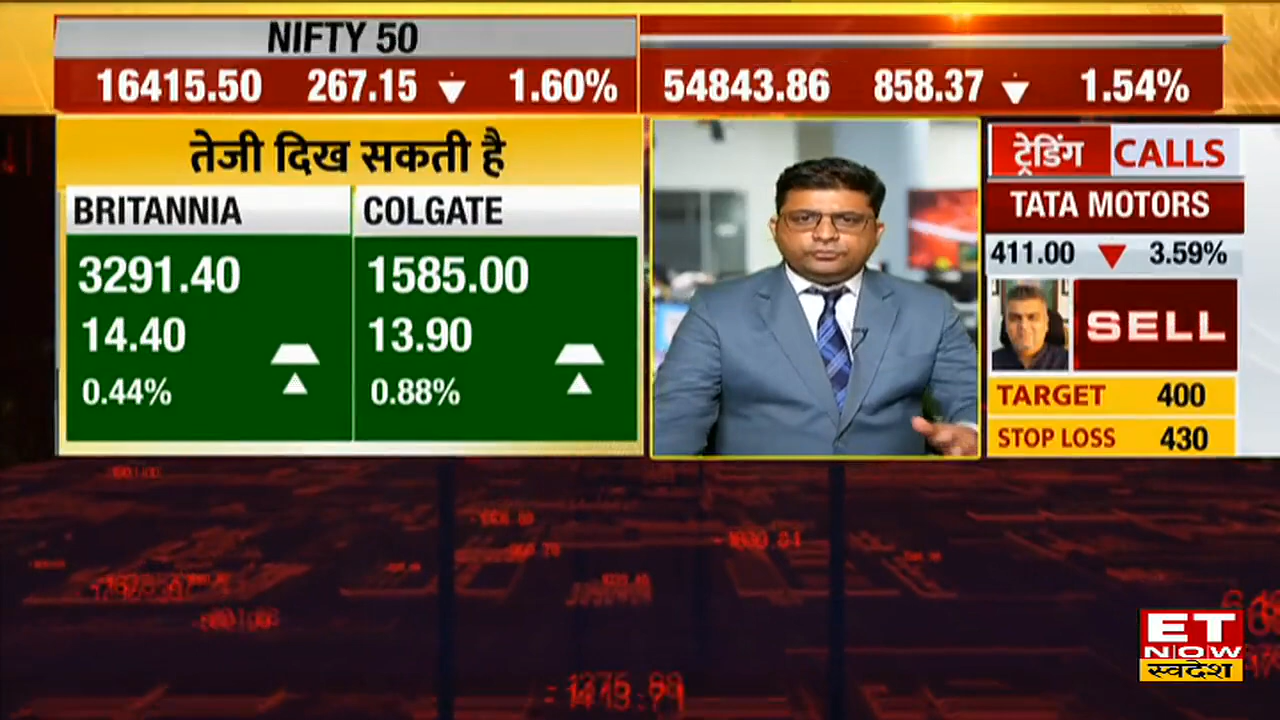 NIFTY 50
16415.50 267.15 1.60%
54843.86 858.37 1.54%
तेजी दिख सकती है
BRITANNIA
3291.40
14.40
0.44%
COLGATE
1585.00
13.90
0.88%
ट्रेडिंग CALLS
TATA MOTORS
411.00 3.59%
SELL
TARGET 400
STOP LOSS 430
ET
NOW
स्वदेश